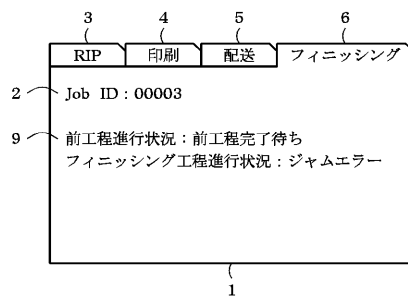 3 4 5 6
RIP 印刷 配送 フィニッシング
2 Job ID:00003
9 前工程進行状況:前工程完了待ち
フィニッシング工程進行状況:ジャムエラー
1